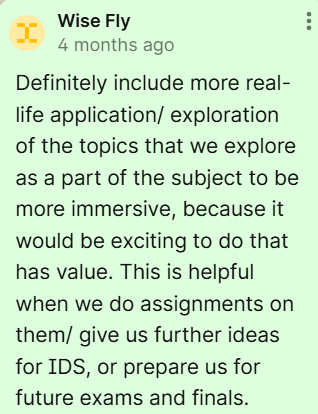 Wise Fly
4 months ago
Definitely include more real-
life application/ exploration
of the topics that we explore
as a part of the subject to be
more immersive, because it
would be exciting to do that
has value. This is helpful
when we do assignments on
them/ give us further ideas
for IDS, or prepare us for
future exams and finals.